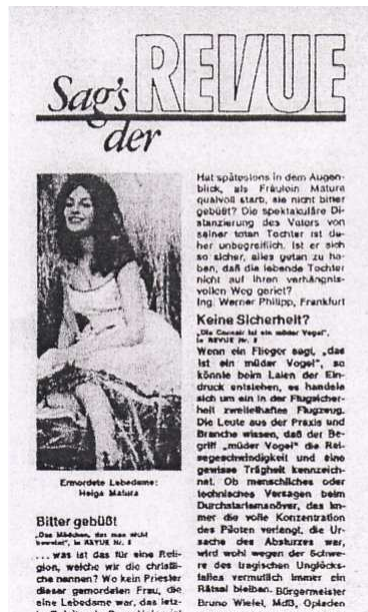 Sag's REVUE
der
Ermordete Lebedame:
Helga Matura
Bitter gebüßt
„Das Mädchen, das man nicht
beweint", in REVUE Nr.
... was ist das für eine Reli-
gion, welche wir die christli-
che nennen? Wo kein Priester
dieser gemordeten Frau, die
eine Lebedame war, das letz-
Hat spätestens in dem Augen-
blick, als Fräulein Matura
qualvoll starb, sie nicht bitter
gebüßt? Die spektakuläre Di-
stanzierung des Vaters von
seiner toten Tochter ist da-
her unbegreiflich. Ist er sich
so sicher, alles getan zu ha-
ben, daß die lebende Tochter
nicht auf ihren verhängnis-
vollen Weg geriet?
Ing. Werner Philipp, Frankfurt
Keine Sicherheit?
„Die ist ein müder Vogel",
in REVUE Nr.
Wenn ein Flieger sagt, „das
ist ein müder Vogel", so
könnte beim Laien der Ein-
druck entstehen, es handele
sich um ein in der Flugsicher-
heit zweifelhaftes Flugzeug.
Die Leute aus der Praxis und
Branche wissen, daß der Be-
griff „müder Vogel" die Rei-
segeschwindigkeit und eine
gewisse Trägheit kennzeich-
net. Ob menschliches oder
technisches Versagen beim
Durchstartemanöver, das im-
mer die volle Konzentration
des Piloten verlangt, die Ur-
sache des Absturzes war,
wird wohl wegen der Schwe-
re des tragischen Unglücks-
falles vermutlich immer ein
Rätsel bleiben. Bürgermeister
Bruno Wiefel, MdB, Opladen